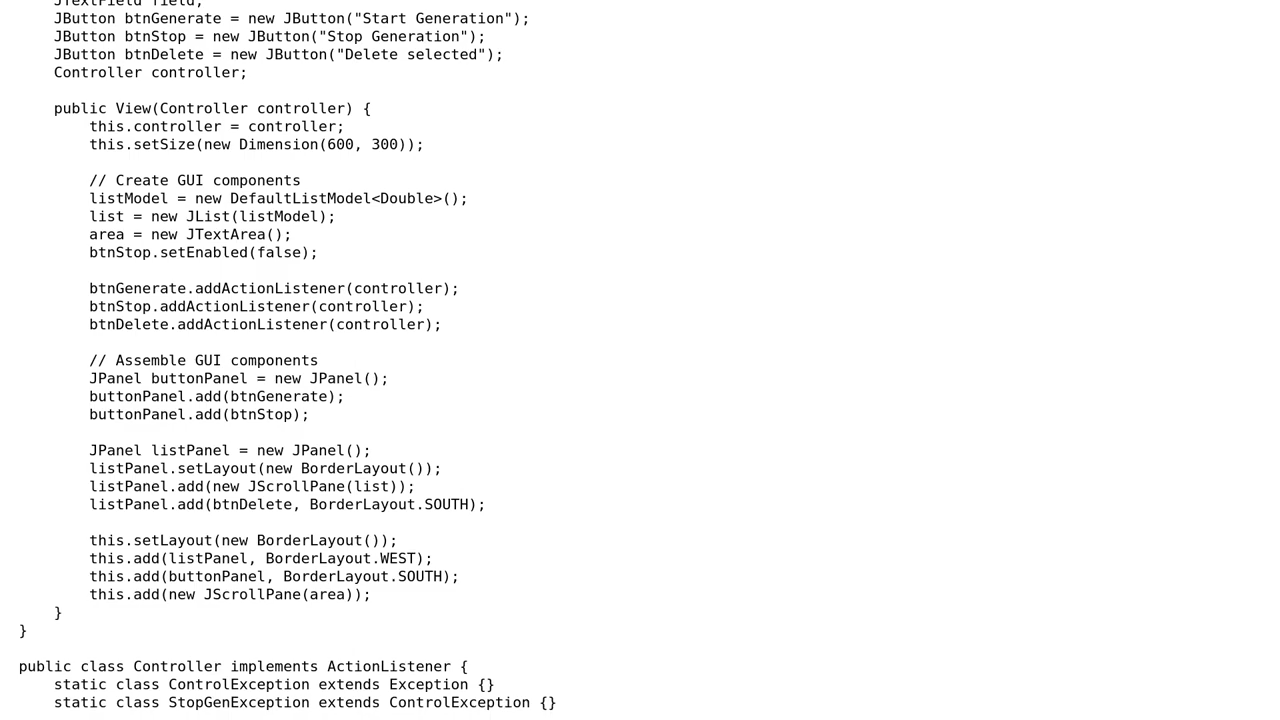 JTextField field;
    JButton btnGenerate = new JButton("Start Generation");
    JButton btnStop = new JButton("Stop Generation");
    JButton btnDelete = new JButton("Delete selected");
    Controller controller;

    public View(Controller controller) {
        this.controller = controller;
        this.setSize(new Dimension(600, 300));

        // Create GUI components
        listModel = new DefaultListModel<Double>();
        list = new JList(listModel);
        area = new JTextArea();
        btnStop.setEnabled(false);

        btnGenerate.addActionListener(controller);
        btnStop.addActionListener(controller);
        btnDelete.addActionListener(controller);

        // Assemble GUI components
        JPanel buttonPanel = new JPanel();
        buttonPanel.add(btnGenerate);
        buttonPanel.add(btnStop);

        JPanel listPanel = new JPanel();
        listPanel.setLayout(new BorderLayout());
        listPanel.add(new JScrollPane(list));
        listPanel.add(btnDelete, BorderLayout.SOUTH);

        this.setLayout(new BorderLayout());
        this.add(listPanel, BorderLayout.WEST);
        this.add(buttonPanel, BorderLayout.SOUTH);
        this.add(new JScrollPane(area));
    }
}

public class Controller implements ActionListener {
    static class ControlException extends Exception {}
    static class StopGenException extends ControlException {}